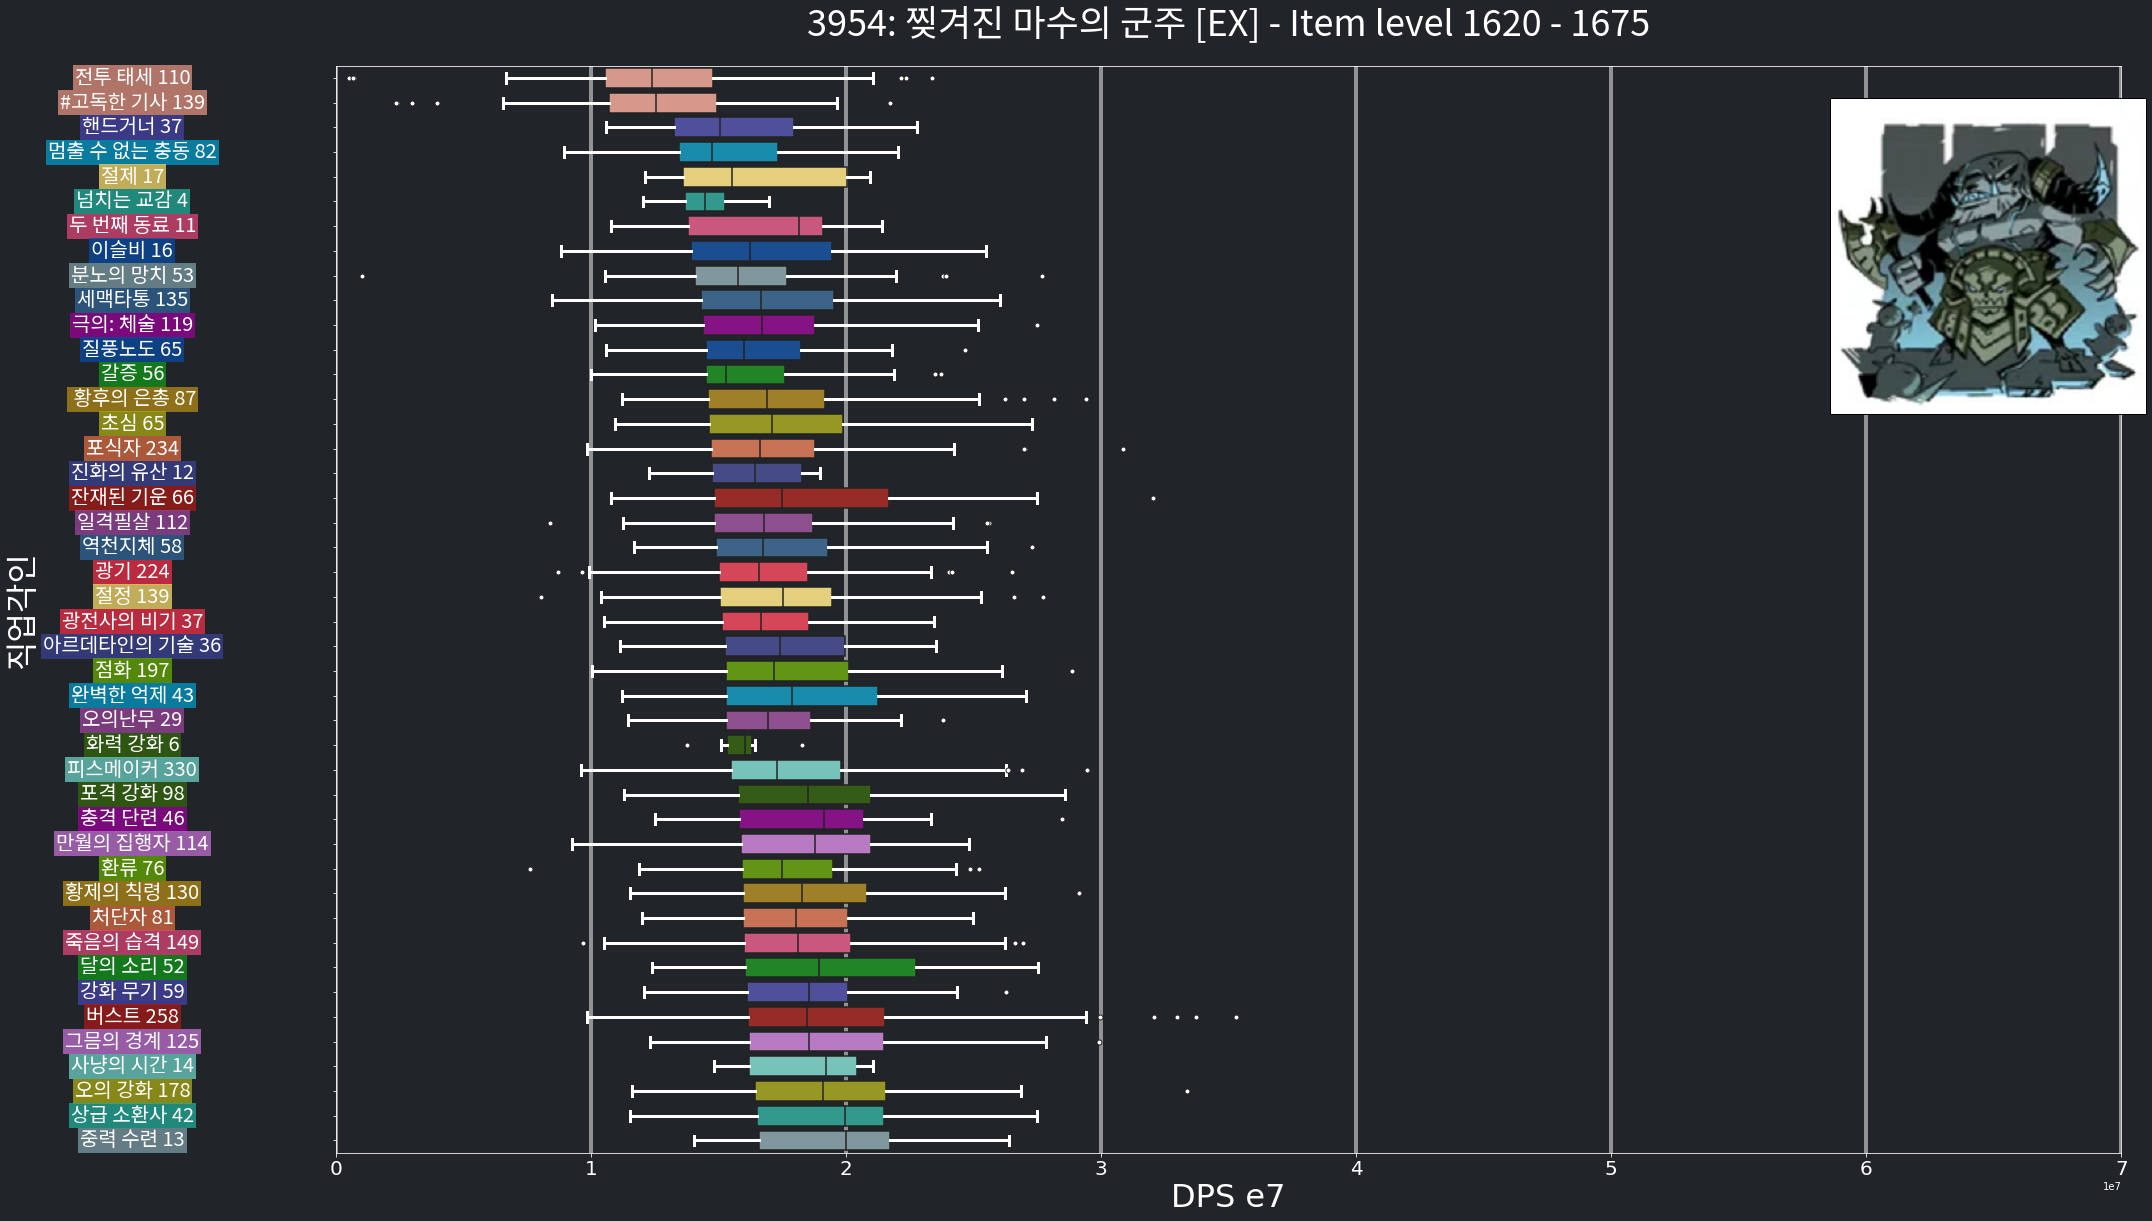 3954: 찢겨진 마수의 군주 [EX] - Item level 1620 - 1675
직업각인
전투 태세 110
#고독한 기사 139
핸드거너 37
멈출 수 없는 충동 82
절제 17
넘치는 교감 4
두 번째 동료 11
이슬비 16
분노의 망치 53
세맥타통 135
극의: 체술 119
질풍노도 65
갈증 56
황후의 은총 87
초심 65
포식자 234
진화의 유산 12
잔재된 기운 66
일격필살 112
역천지체 58
광기 224
절정 139
광전사의 비기 37
아르데타인의 기술 36
점화 197
완벽한 억제 43
오의난무 29
화력 강화 6
피스메이커 330
포격 강화 98
충격 단련 46
만월의 집행자 114
환류 76
황제의 칙령 130
처단자 81
죽음의 습격 149
달의 소리 52
강화 무기 59
버스트 258
그믐의 경계 125
사냥의 시간 14
오의 강화 178
상급 소환사 42
중력 수련 13
0 1 2 3 4 5 6 7
1e7
DPS e7